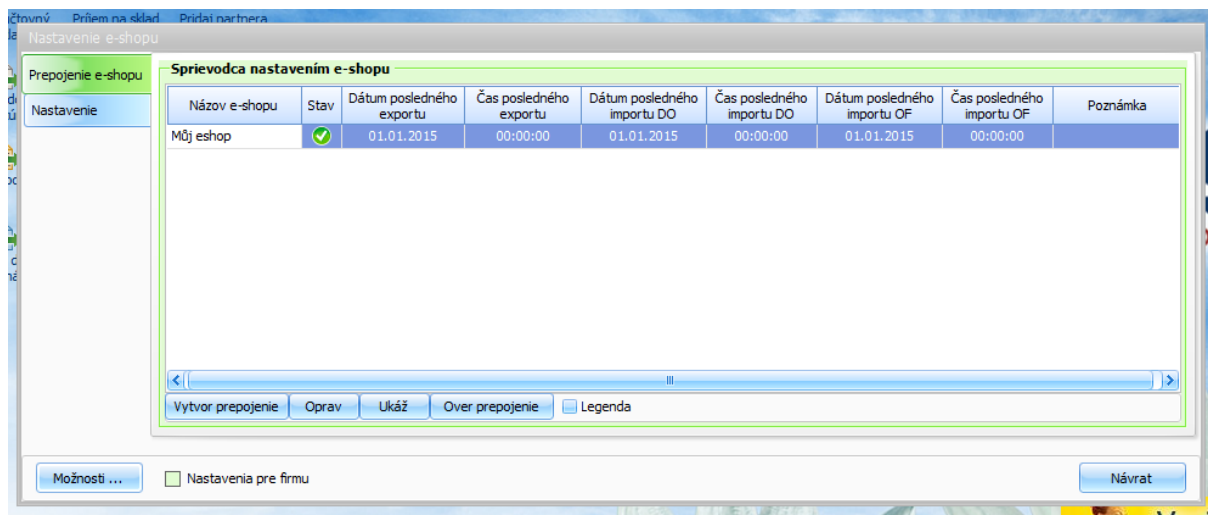 Príjem na sklad Pridaj partnera
Nastavenie e-shopu
Prepojenie e-shopu
Nastavenie
Sprievodca nastavením e-shopu
Názov e-shopu Stav Dátum posledného exportu Čas posledného exportu Dátum posledného importu DO Čas posledného importu DO Dátum posledného importu OF Čas posledného importu OF Poznámka
Můj eshop 01.01.2015 00:00:00 01.01.2015 00:00:00 01.01.2015 00:00:00
Vytvor prepojenie Oprav Ukáž Over prepojenie Legenda
Možnosti ... Nastavenia pre firmu Návrat